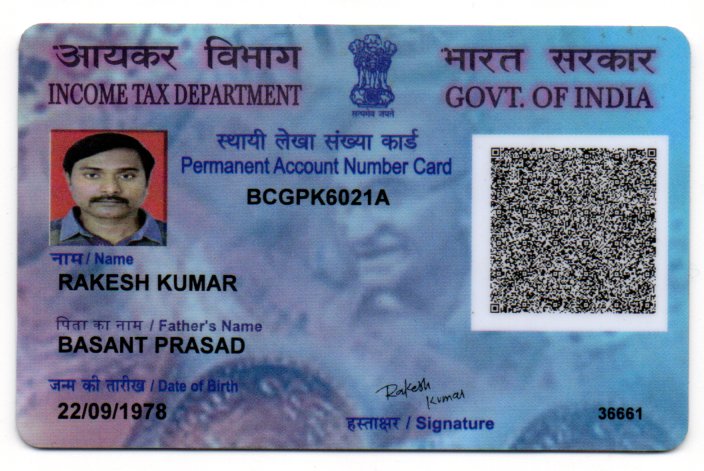 आयकर विभाग
भारत सरकार
INCOME TAX DEPARTMENT
GOVT. OF INDIA
सत्यमेव जयते
स्थायी लेखा संख्या कार्ड
Permanent Account Number Card
BCGPK6021A
नाम / Name
RAKESH KUMAR
पिता का नाम / Father's Name
BASANT PRASAD
जन्म की तारीख / Date of Birth
22/09/1978
Rakesh
Kumar
हस्ताक्षर / Signature
36661